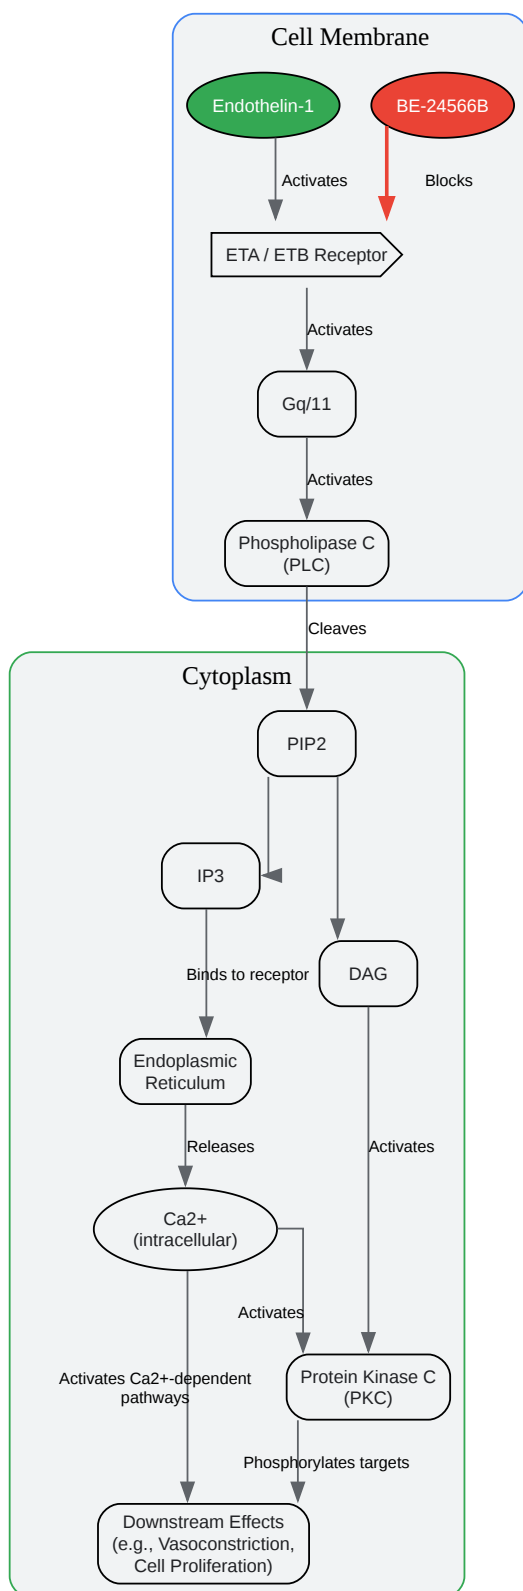 Cell Membrane
Endothelin-1
BE-24566B
Activates
Blocks
ETA / ETB Receptor
Activates
Gq/11
Activates
Phospholipase C
(PLC)
Cleaves
Cytoplasm
PIP2
IP3
Binds to receptor
DAG
Endoplasmic
Reticulum
Releases
Activates
Ca2+
(intracellular)
Activates
Activates Ca2+-dependent
pathways
Protein Kinase C
(PKC)
Phosphorylates targets
Downstream Effects
(e.g., Vasoconstriction,
Cell Proliferation)